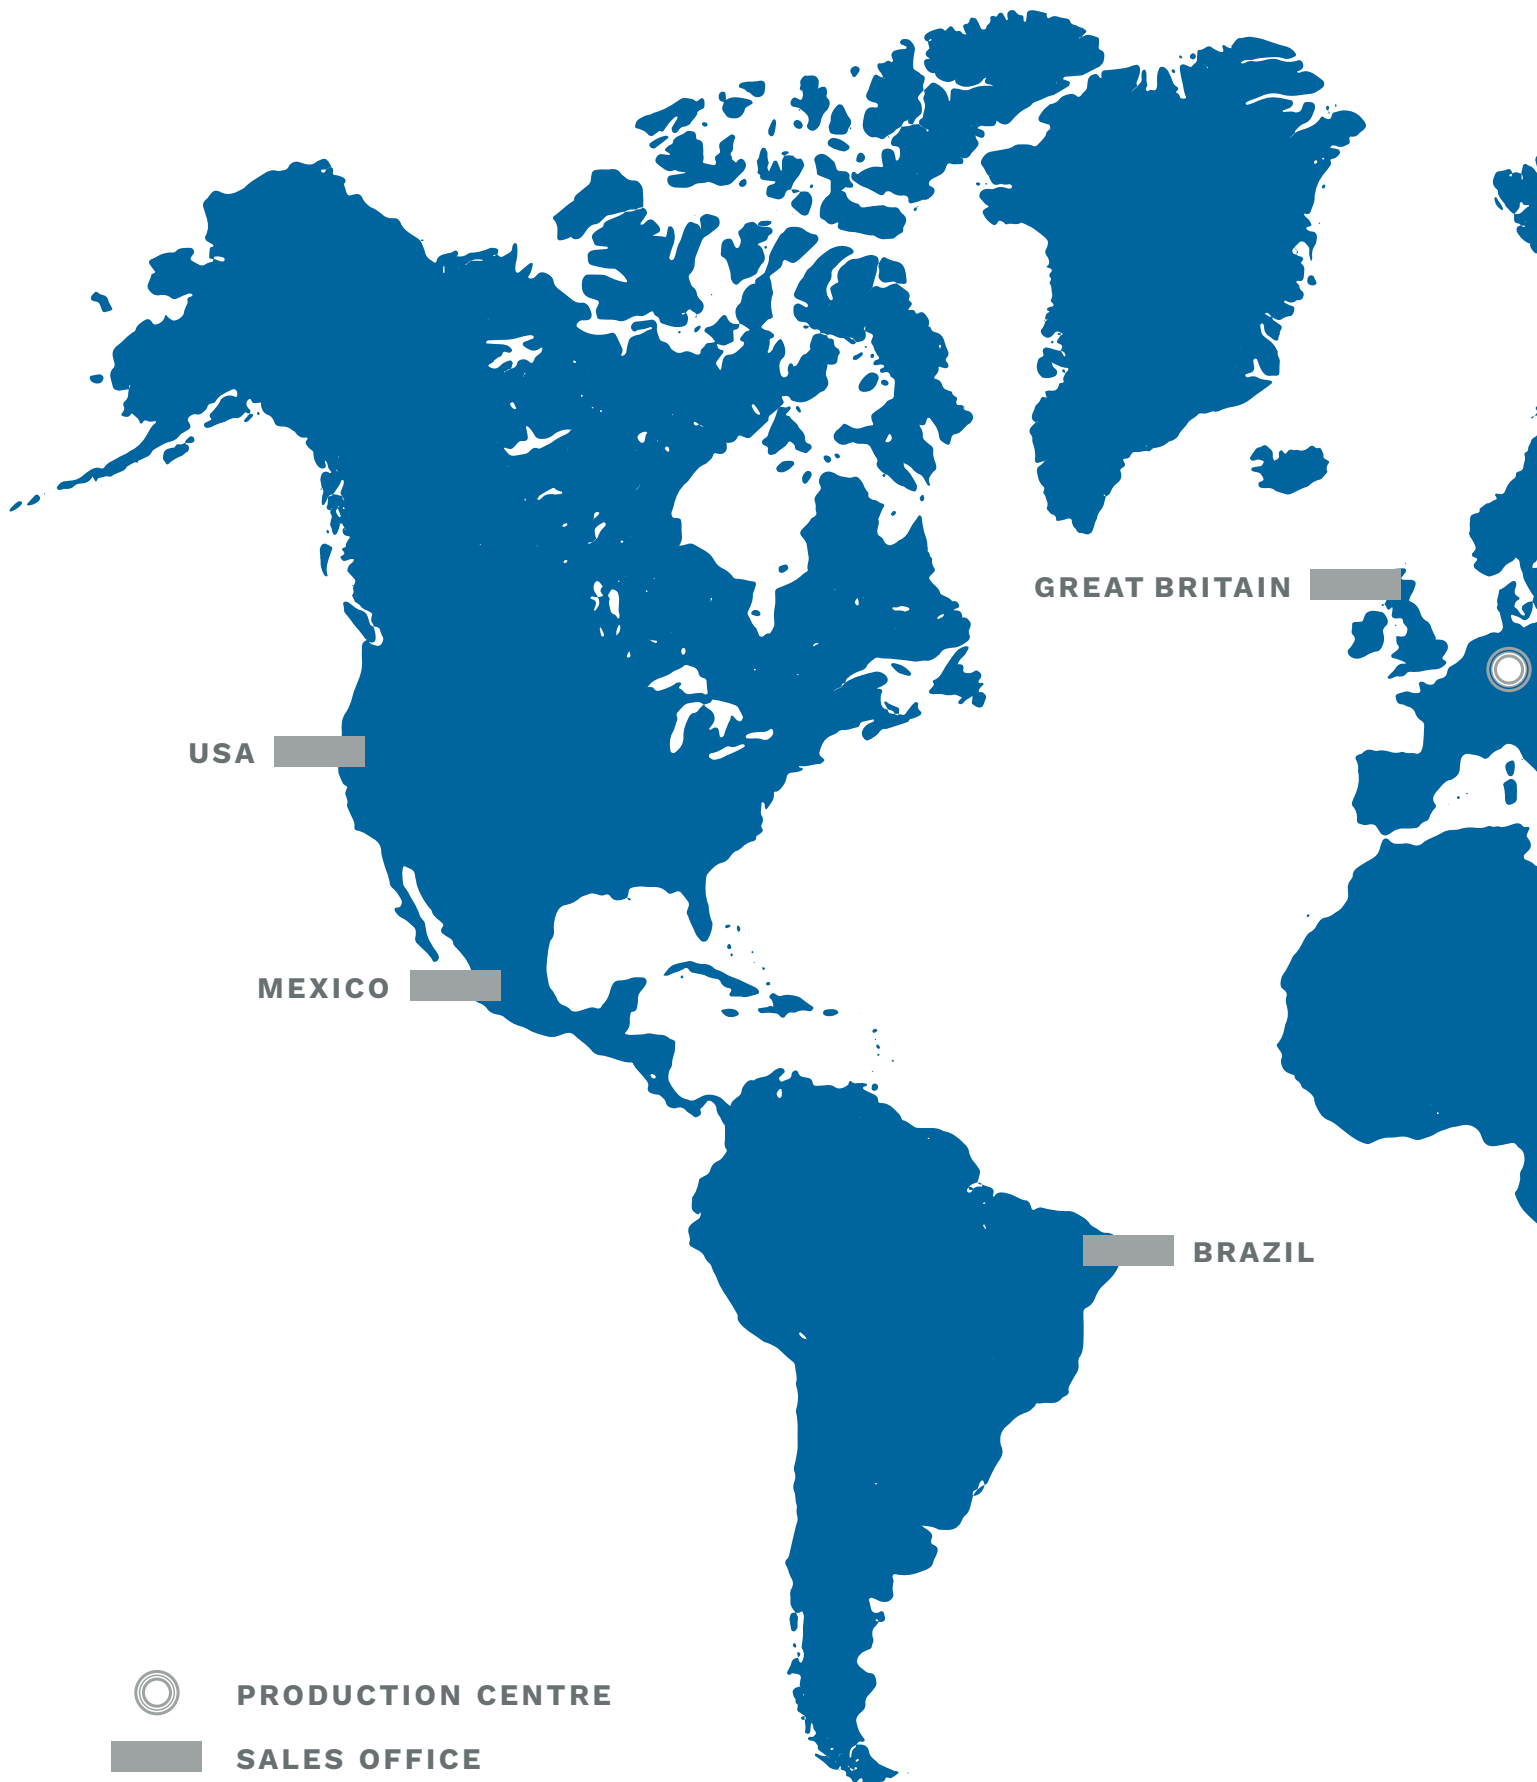 GREAT BRITAIN
USA
MEXICO
BRAZIL
PRODUCTION CENTRE
SALES OFFICE